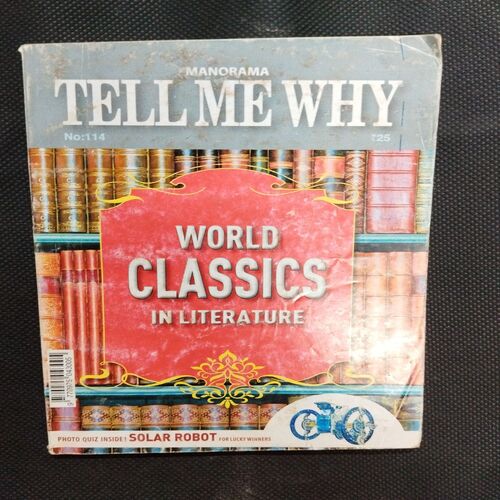 MANORAMA
TELL ME WHY
No:114
₹25
WORLD
CLASSICS
IN LITERATURE
PHOTO QUIZ INSIDE! SOLAR ROBOT FOR LUCKY WINNERS